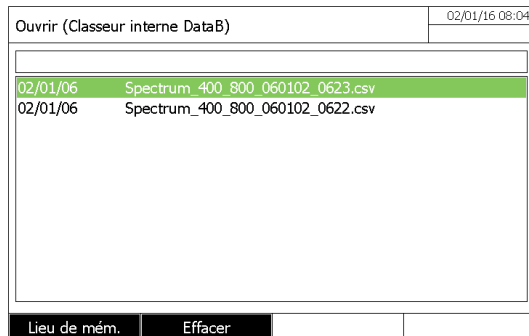 Ouvrir (Classeur interne DataB)
02/01/16 08:04
02/01/06 Spectrum_400_800_060102_0623.csv
02/01/06 Spectrum_400_800_060102_0622.csv
Lieu de mém. Effacer